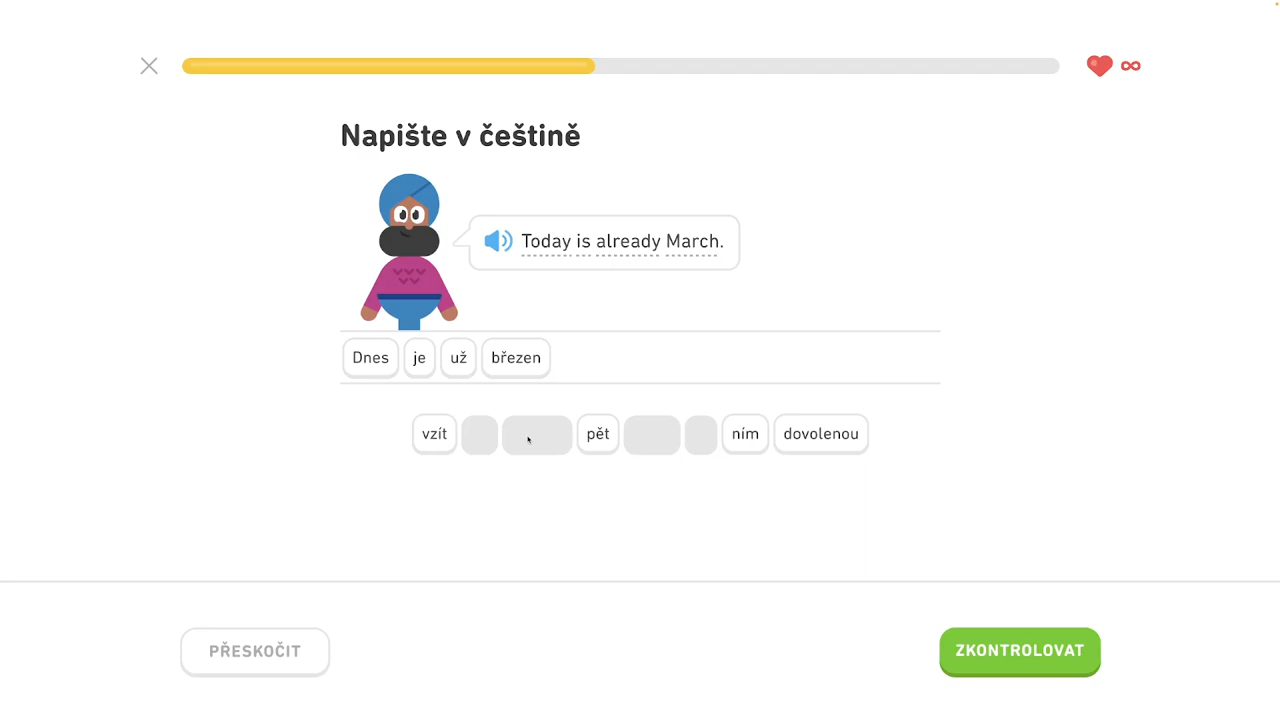 ∞
Napište v češtině
Today is already March.
Dnes je už březen
vzít pět ním dovolenou
PŘESKOČIT
ZKONTROLOVAT